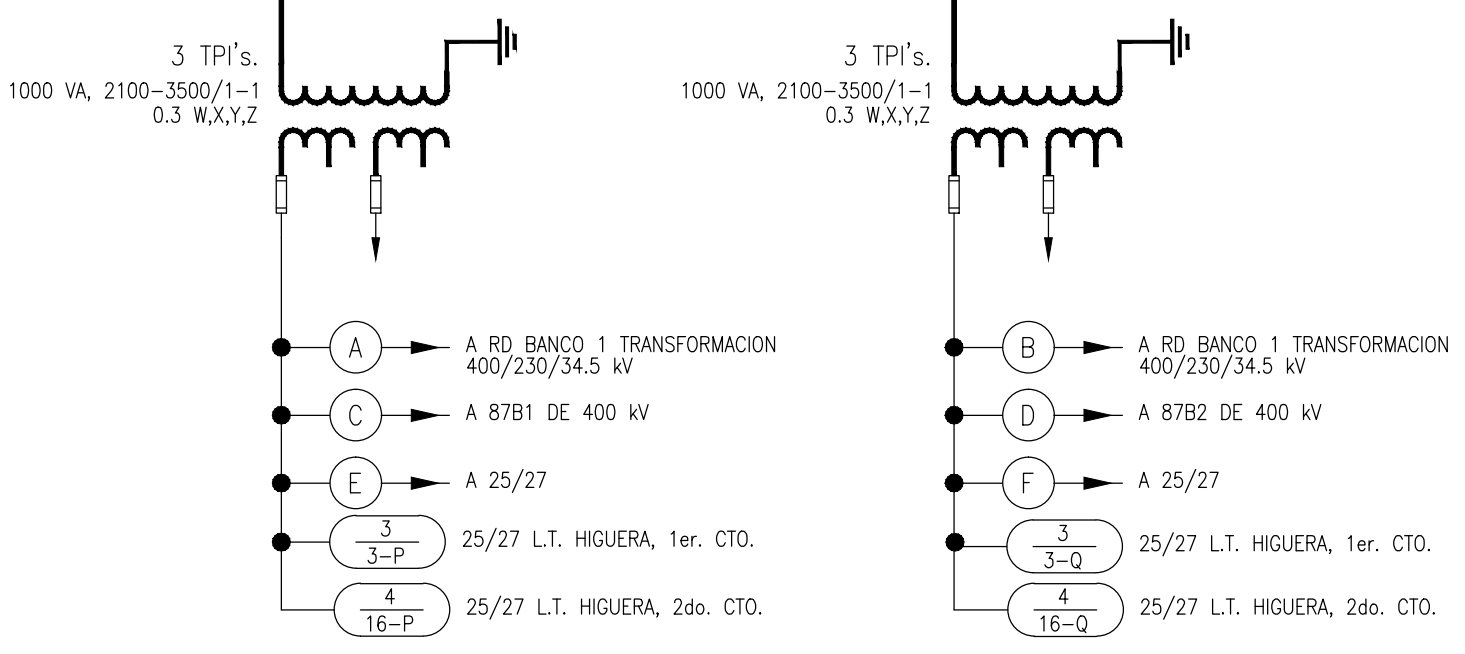 3 TPI's.
1000 VA, 2100-3500/1-1
0.3 W,X,Y,Z
A
A RD BANCO 1 TRANSFORMACION
400/230/34.5 kV
C
A 87B1 DE 400 kV
E
A 25/27
3
3-P
25/27 L.T. HIGUERA, 1er. CTO.
4
16-P
25/27 L.T. HIGUERA, 2do. CTO.
3 TPI's.
1000 VA, 2100-3500/1-1
0.3 W,X,Y,Z
B
A RD BANCO 1 TRANSFORMACION
400/230/34.5 kV
D
A 87B2 DE 400 kV
F
A 25/27
3
3-Q
25/27 L.T. HIGUERA, 1er. CTO.
4
16-Q
25/27 L.T. HIGUERA, 2do. CTO.